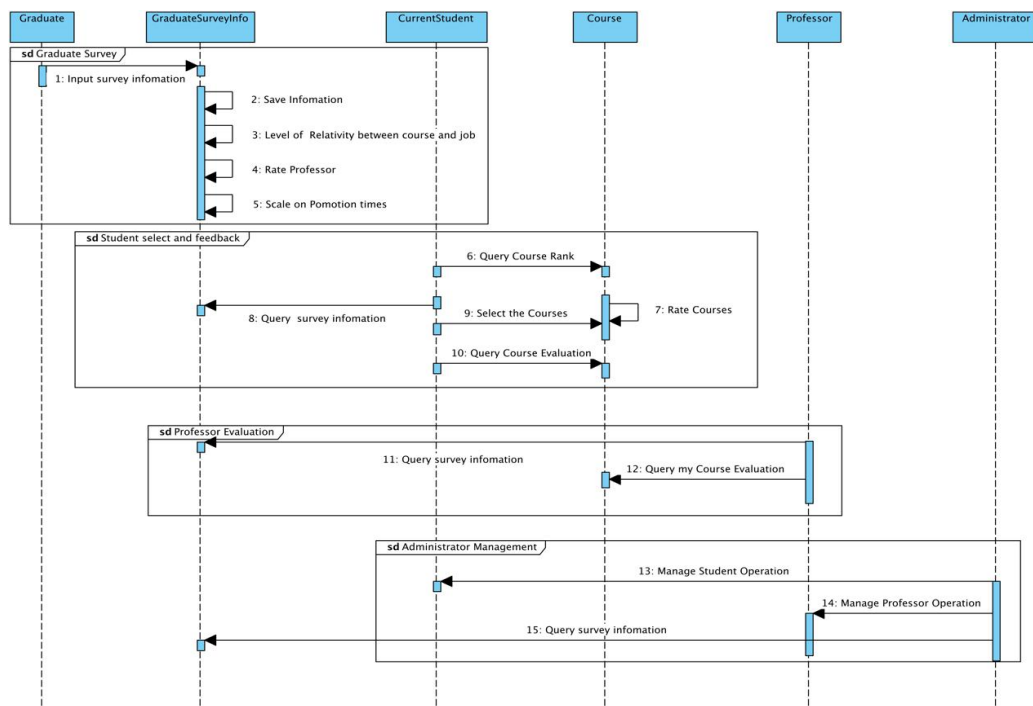 Graduate
GraduateSurveyInfo
CurrentStudent
Course
Professor
Administrator
sd Graduate Survey
1: Input survey infomation
2: Save Infomation
3: Level of Relativity between course and job
4: Rate Professor
5: Scale on Pomotion times
sd Student select and feedback
6: Query Course Rank
7: Rate Courses
8: Query survey infomation
9: Select the Courses
10: Query Course Evaluation
sd Professor Evaluation
11: Query survey infomation
12: Query my Course Evaluation
sd Administrator Management
13: Manage Student Operation
14: Manage Professor Operation
15: Query survey infomation